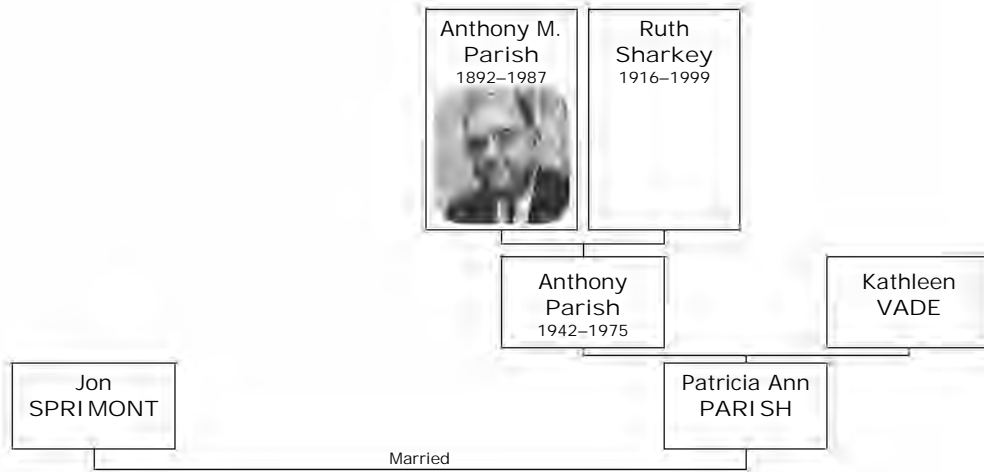 Anthony M.
Parish
1892–1987
Ruth
Sharkey
1916–1999
Anthony
Parish
1942–1975
Kathleen
VADE
Jon
SPRIMONT
Patricia Ann
PARISH
Married